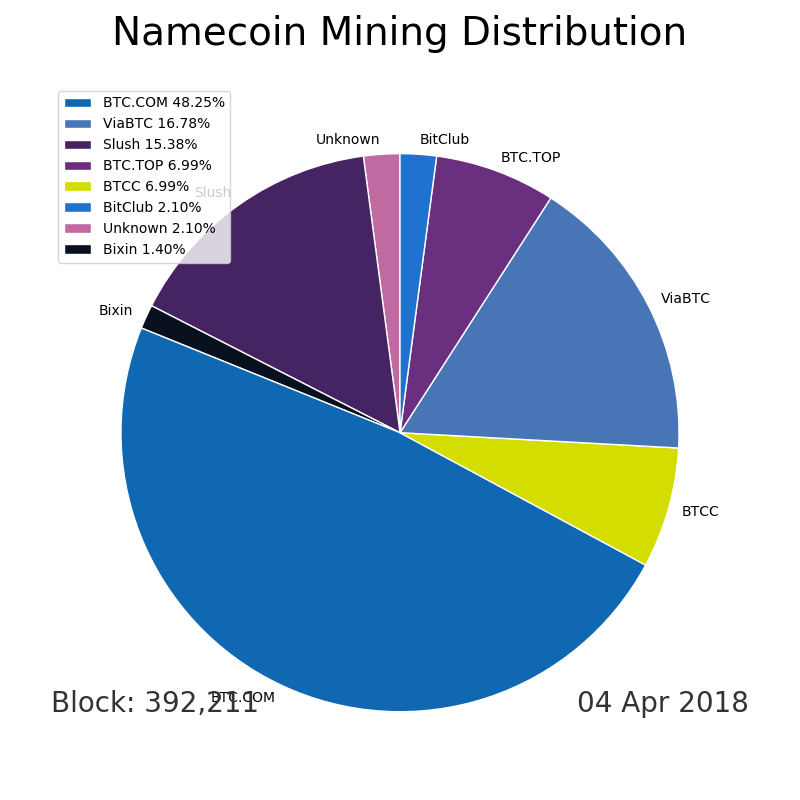 Namecoin Mining Distribution
BTC.COM 48.25%
ViaBTC 16.78%
Slush 15.38%
BTC.TOP 6.99%
BTCC 6.99%
BitClub 2.10%
Unknown 2.10%
Bixin 1.40%
Unknown
BitClub
BTC.TOP
Slush
ViaBTC
Bixin
BTCC
BTC.COM
Block: 392,211
04 Apr 2018